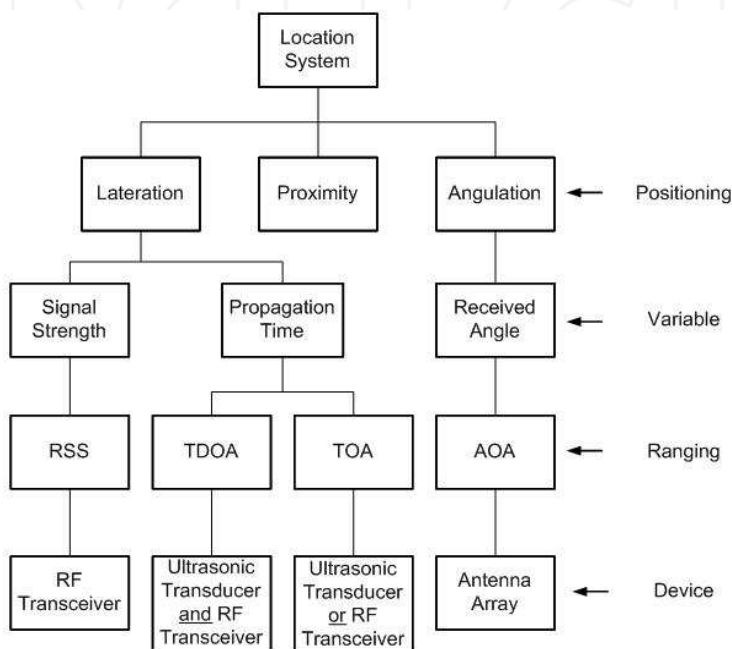 Location
System
Lateration
Proximity
Angulation
Positioning
Signal
Strength
Propagation
Time
Received
Angle
Variable
RSS
TDOA
TOA
AOA
Ranging
RF
Transceiver
Ultrasonic
Transducer
and RF
Transceiver
Ultrasonic
Transducer
or RF
Transceiver
Antenna
Array
Device